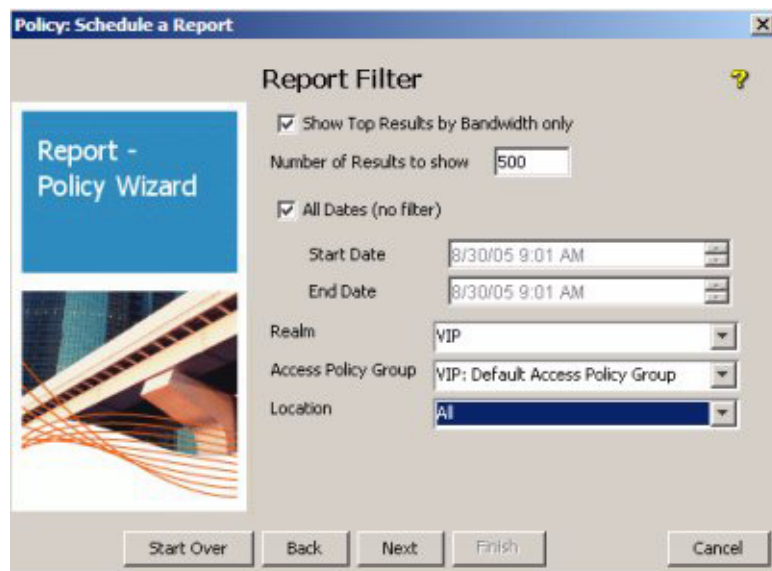 Policy: Schedule a Report
Report Filter
Report -
Policy Wizard
Show Top Results by Bandwidth only
Number of Results to show 500
All Dates (no filter)
Start Date 8/30/05 9:01 AM
End Date 8/30/05 9:01 AM
Realm VIP
Access Policy Group VIP: Default Access Policy Group
Location All
Start Over Back Next Finish Cancel